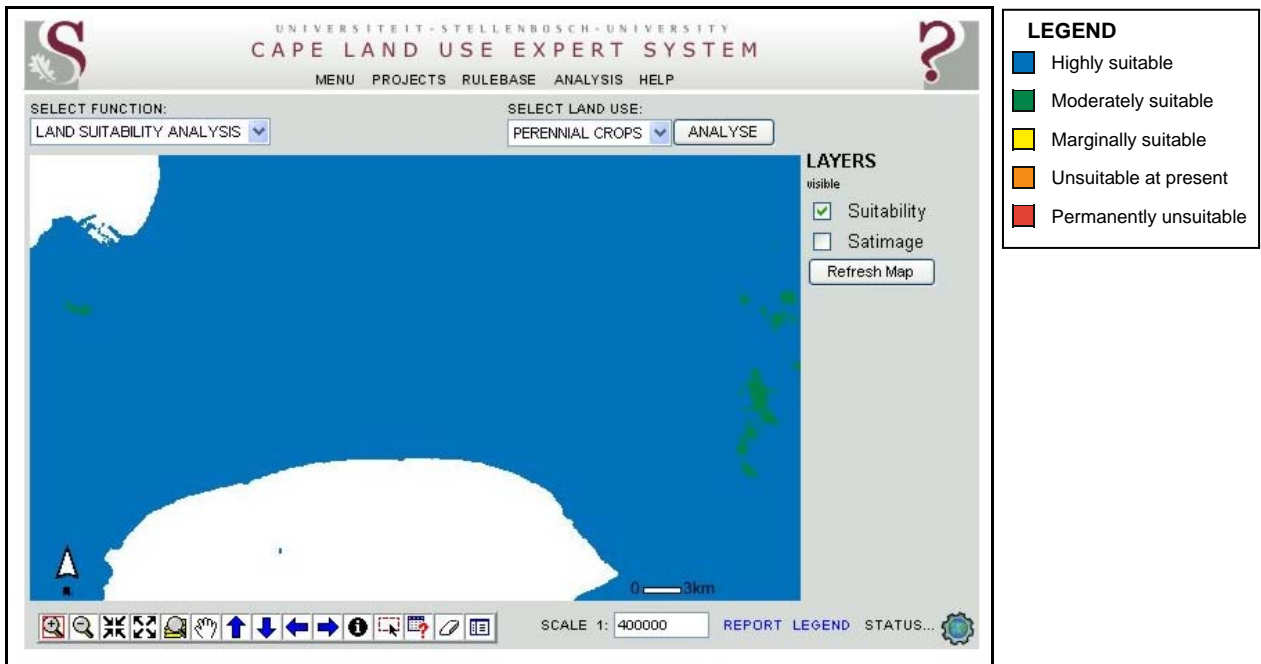 UNIVERSITEIT-STELLENBOSCH-UNIVERSITY
CAPE LAND USE EXPERT SYSTEM
MENU PROJECTS RULEBASE ANALYSIS HELP
SELECT FUNCTION:
LAND SUITABILITY ANALYSIS
SELECT LAND USE:
PERENNIAL CROPS
ANALYSE
LAYERS
visible
Suitability
Satimage
Refresh Map
0 3km
SCALE 1: 400000
REPORT LEGEND STATUS...
LEGEND
Highly suitable
Moderately suitable
Marginally suitable
Unsuitable at present
Permanently unsuitable